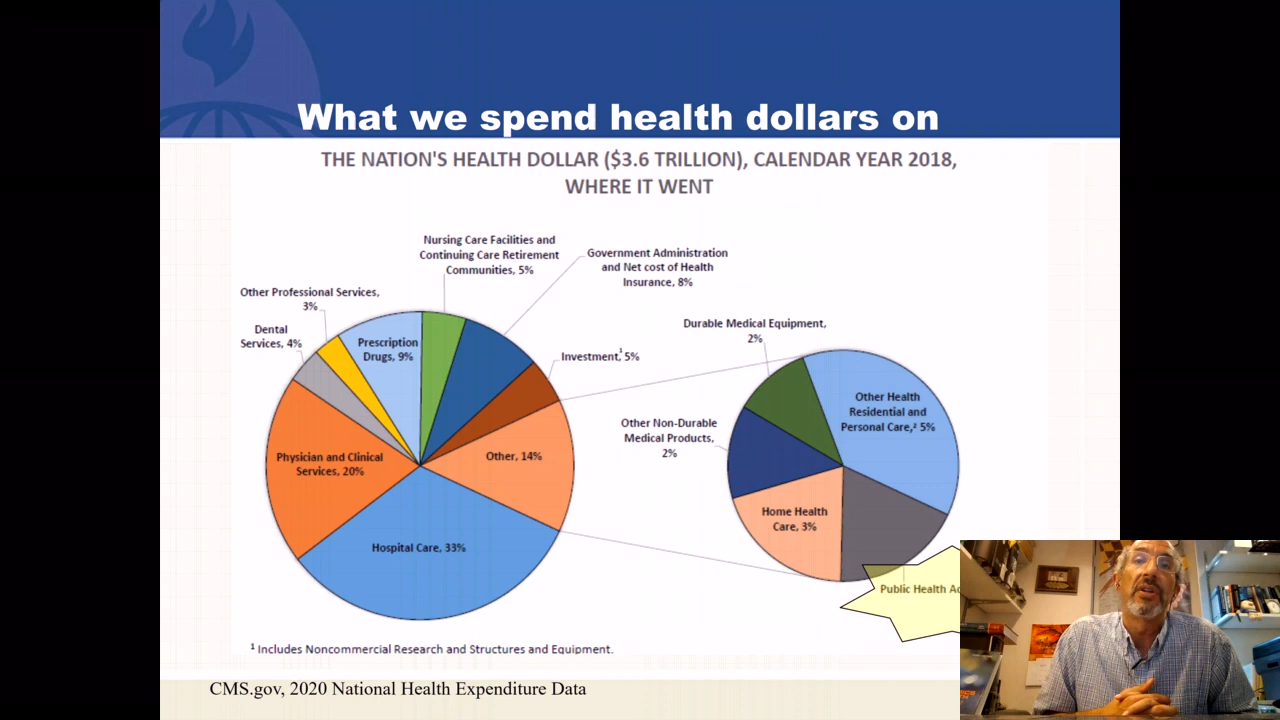 What we spend health dollars on
THE NATION'S HEALTH DOLLAR ($3.6 TRILLION), CALENDAR YEAR 2018,
WHERE IT WENT
Nursing Care Facilities and
Continuing Care Retirement
Communities, 5%
Government Administration
and Net cost of Health
Insurance, 8%
Other Professional Services,
3%
Dental
Services, 4%
Prescription
Drugs, 9%
Investment,¹ 5%
Physician and Clinical
Services, 20%
Other, 14%
Hospital Care, 33%
Durable Medical Equipment,
2%
Other Non-Durable
Medical Products,
2%
Other Health
Residential and
Personal Care,² 5%
Home Health
Care, 3%
Public Health
¹ Includes Noncommercial Research and Structures and Equipment.
CMS.gov, 2020 National Health Expenditure Data